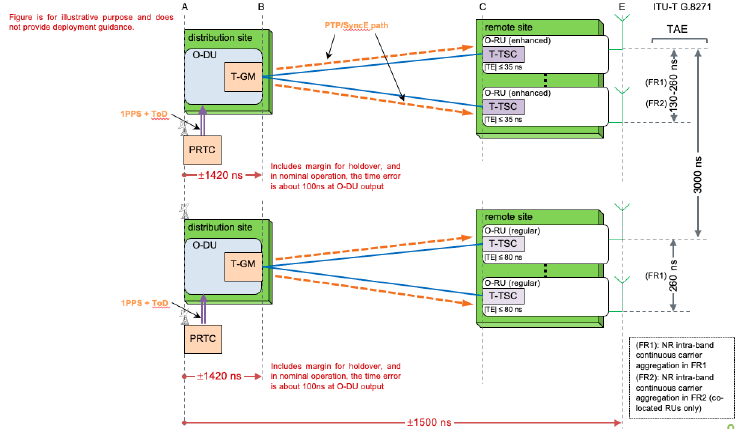 Figure is for illustrative purpose and does
not provide deployment guidance.
A
B
C
E
ITU-T G.8271
TAE
distribution site
O-DU
T-GM
PTP/SyncE path
remote site
O-RU (enhanced)
T-TSC
|TE| ≤ 35 ns
O-RU (enhanced)
T-TSC
|TE| ≤ 35 ns
(FR1)
(FR2)
130-260 ns
3000 ns
1PPS + ToD
PRTC
±1420 ns
Includes margin for holdover, and
in nominal operation, the time error
is about 100ns at O-DU output
distribution site
O-DU
T-GM
remote site
O-RU (regular)
T-TSC
|TE| ≤ 80 ns
O-RU (regular)
T-TSC
|TE| ≤ 80 ns
(FR1)
260 ns
1PPS + ToD
PRTC
±1420 ns
Includes margin for holdover, and
in nominal operation, the time error
is about 100ns at O-DU output
(FR1): NR intra-band
continuous carrier
aggregation in FR1
(FR2): NR intra-band
continuous carrier
aggregation in FR2 (co-
located RUs only)
±1500 ns